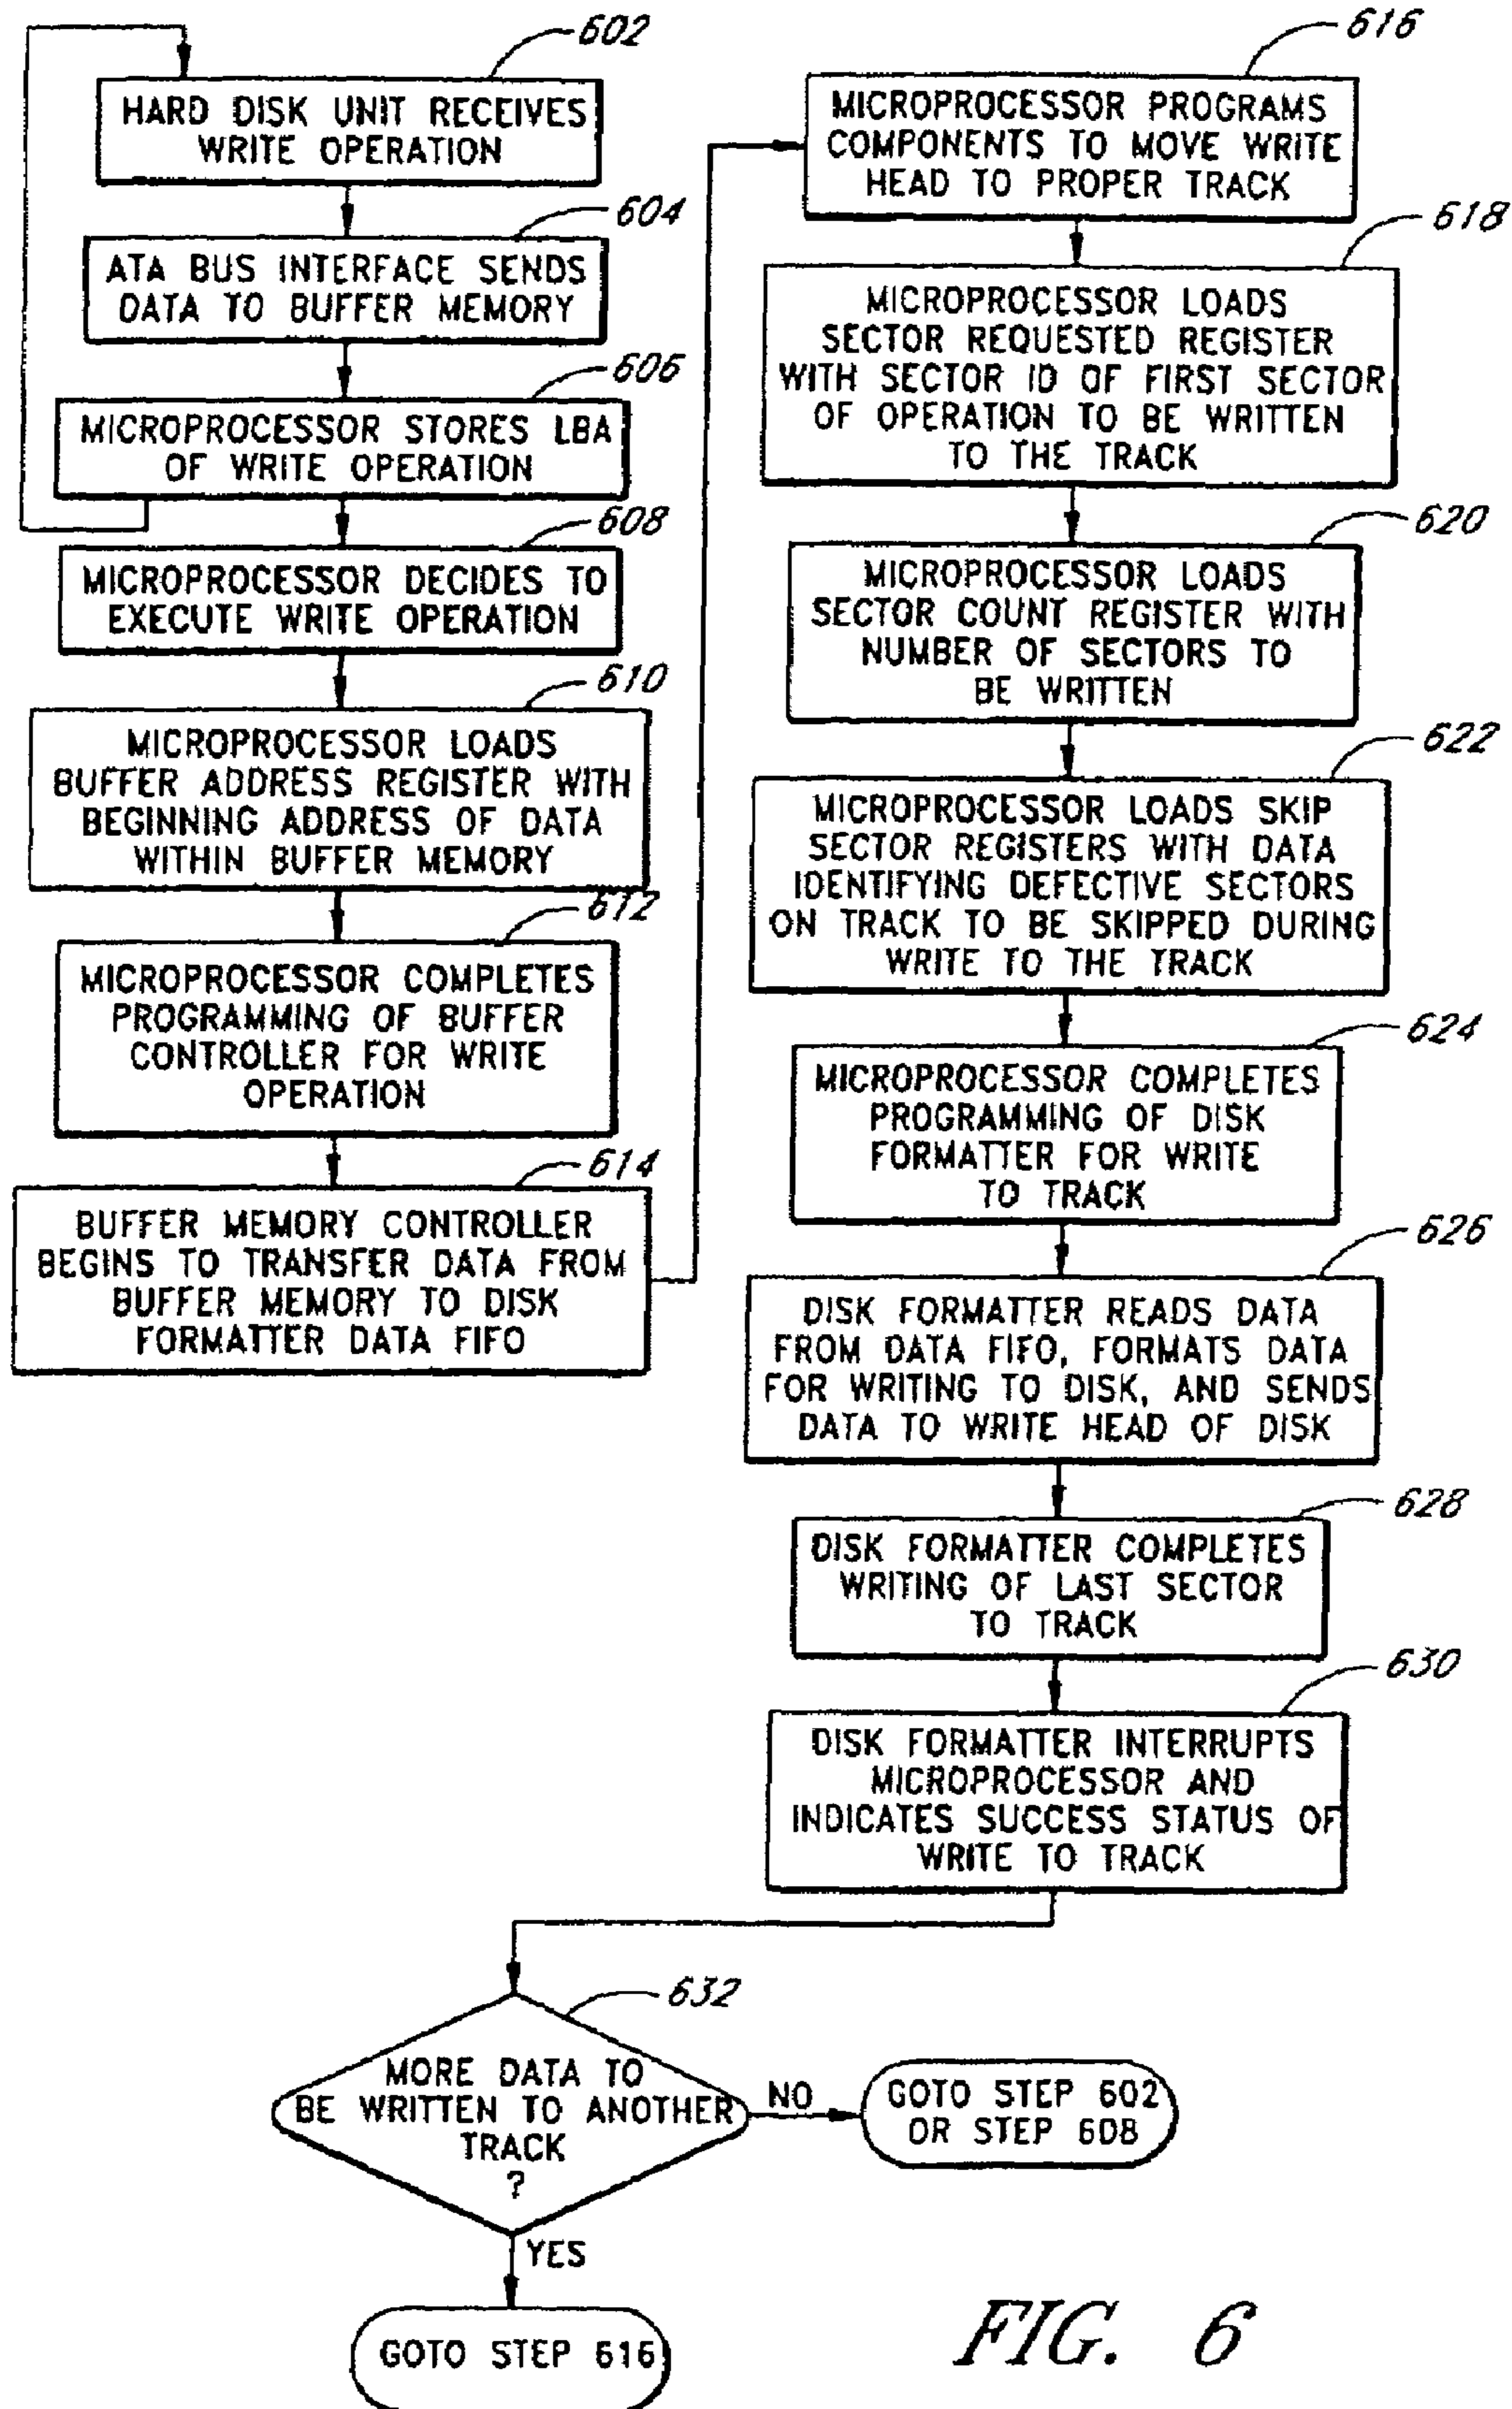 602
HARD DISK UNIT RECEIVES
WRITE OPERATION
604
ATA BUS INTERFACE SENDS
DATA TO BUFFER MEMORY
606
MICROPROCESSOR STORES LBA
OF WRITE OPERATION
608
MICROPROCESSOR DECIDES TO
EXECUTE WRITE OPERATION
610
MICROPROCESSOR LOADS
BUFFER ADDRESS REGISTER WITH
BEGINNING ADDRESS OF DATA
WITHIN BUFFER MEMORY
612
MICROPROCESSOR COMPLETES
PROGRAMMING OF BUFFER
CONTROLLER FOR WRITE
OPERATION
614
BUFFER MEMORY CONTROLLER
BEGINS TO TRANSFER DATA FROM
BUFFER MEMORY TO DISK
FORMATTER DATA FIFO
616
MICROPROCESSOR PROGRAMS
COMPONENTS TO MOVE WRITE
HEAD TO PROPER TRACK
618
MICROPROCESSOR LOADS
SECTOR REQUESTED REGISTER
WITH SECTOR ID OF FIRST SECTOR
OF OPERATION TO BE WRITTEN
TO THE TRACK
620
MICROPROCESSOR LOADS
SECTOR COUNT REGISTER WITH
NUMBER OF SECTORS TO
BE WRITTEN
622
MICROPROCESSOR LOADS SKIP
SECTOR REGISTERS WITH DATA
IDENTIFYING DEFECTIVE SECTORS
ON TRACK TO BE SKIPPED DURING
WRITE TO THE TRACK
624
MICROPROCESSOR COMPLETES
PROGRAMMING OF DISK
FORMATTER FOR WRITE
TO TRACK
626
DISK FORMATTER READS DATA
FROM DATA FIFO, FORMATS DATA
FOR WRITING TO DISK, AND SENDS
DATA TO WRITE HEAD OF DISK
628
DISK FORMATTER COMPLETES
WRITING OF LAST SECTOR
TO TRACK
630
DISK FORMATTER INTERRUPTS
MICROPROCESSOR AND
INDICATES SUCCESS STATUS OF
WRITE TO TRACK
632
MORE DATA TO
BE WRITTEN TO ANOTHER
TRACK
?
NO
GOTO STEP 602
OR STEP 608
YES
GOTO STEP 616
FIG. 6